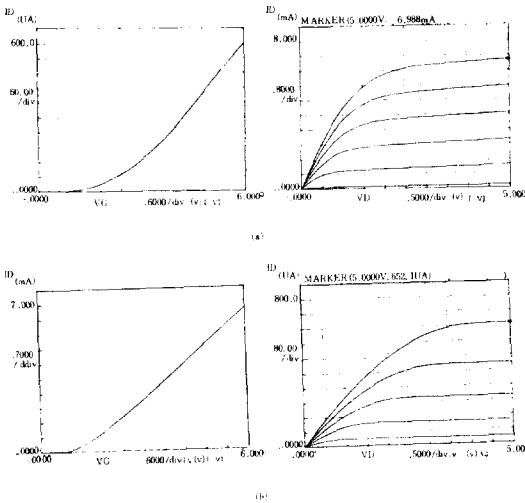 ID
(UA)
600.0
60.00
/div
.0000
-.0000
VG
.6000/div (v)( v)
6.000
ID
(mA)
MARKER(5.0000V, 6.988mA
8.000
.8000
/div
.0000
.0000
VD
.5000/div (v) ( v)
5.000
(a)
ID
(mA)
7.000
.7000
/div
.0000
.0000
VG
6000/div (v)( v)
6.000
ID
(UA)
MARKER(5.0000V, 652.1UA)
800.0
80.00
/div
.0000
.0000
VD
.5000/div
5.00
(b)